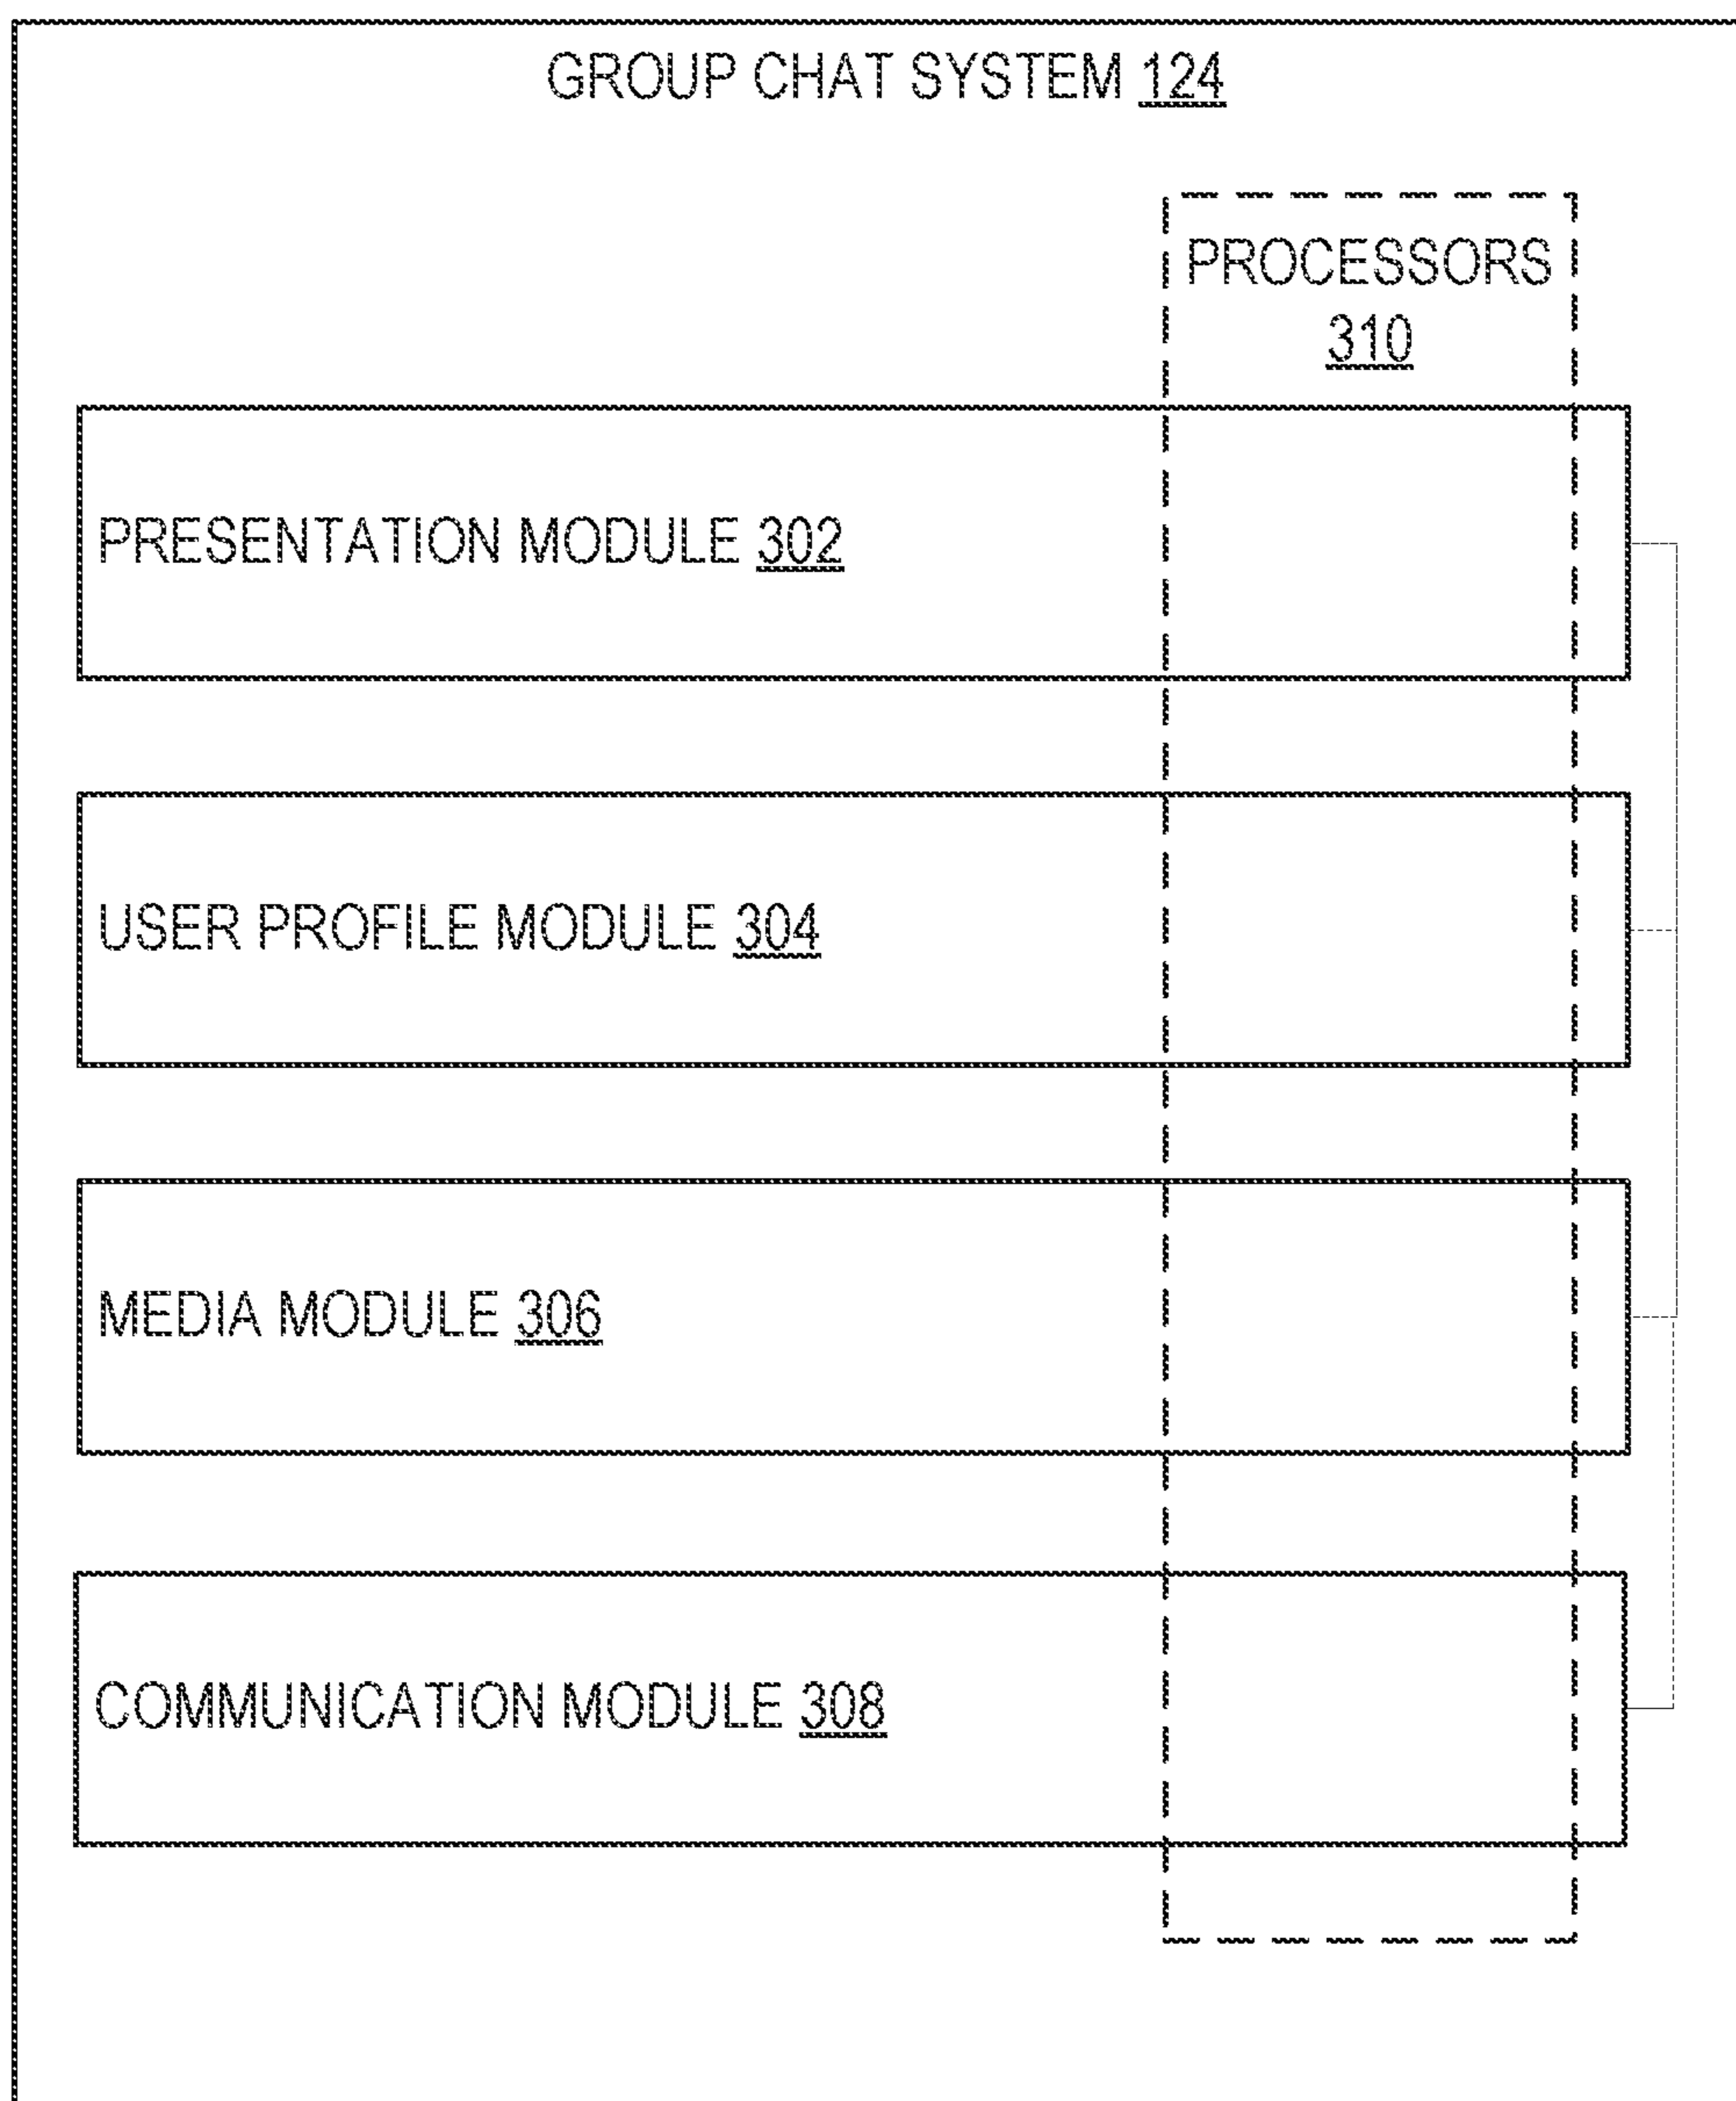 GROUP CHAT SYSTEM 124
PROCESSORS
310
PRESENTATION MODULE 302
USER PROFILE MODULE 304
MEDIA MODULE 306
COMMUNICATION MODULE 308